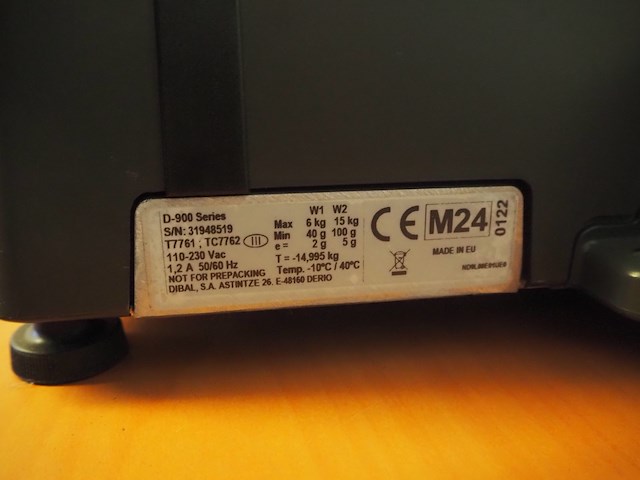 D-900 Series
S/N: 31948519
T7761 ; TC7762 III
110-230 Vac
1,2 A 50/60 Hz
NOT FOR PREPACKING
DIBAL, S.A. ASTINTZE 26. E-48160 DERIO
W1 W2
Max 6 kg 15 kg
Min 40 g 100 g
e= 2 g 5 g
T = -14,995 kg
Temp. -10°C / 40°C
CE M24 0122
MADE IN EU